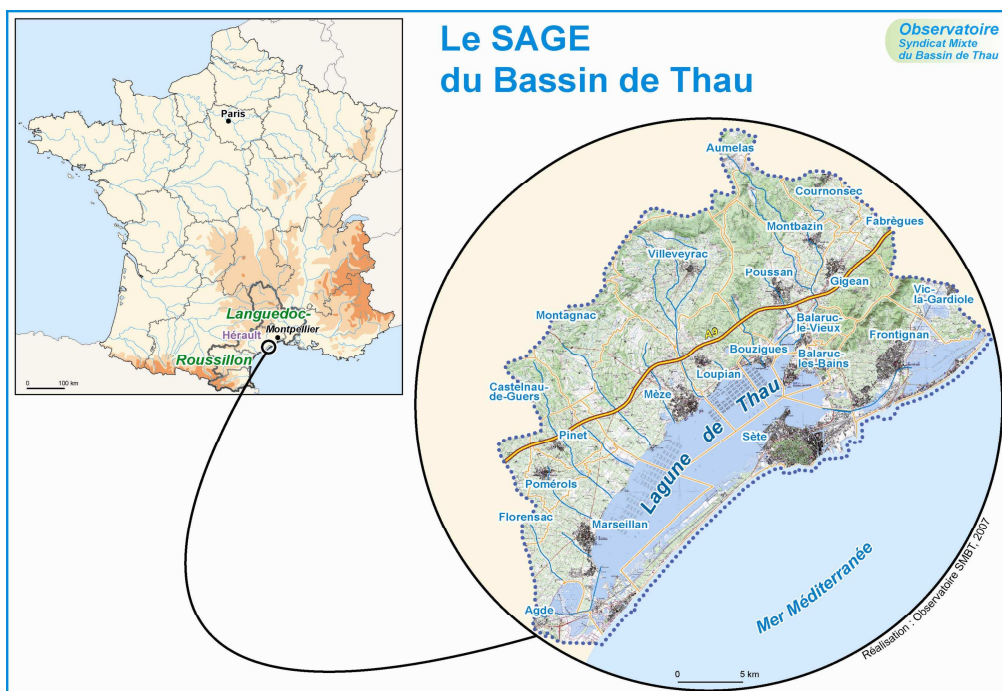 Le SAGE
du Bassin de Thau
Observatoire
Syndicat Mixte
du Bassin de Thau
Paris
Languedoc-
Roussillon
Hérault
Montpellier
0 100 km
Aumelas
Cournonsec
Fabrègues
Montbazin
Villeveyrac
Poussan
Gigean
Vic-
la-Gardiole
Montagnac
Balaruc-
le-Vieux
Frontignan
A9
Bouzigues
Balaruc
les-Bains
Loupian
Castelnau-
de-Guers
Mèze
Sète
Pinet
Lagune de Thau
Pomérols
Florensac
Marseillan
Agde
Mer Méditerranée
Réalisation : Observatoire SMBT, 2007
0 5 km